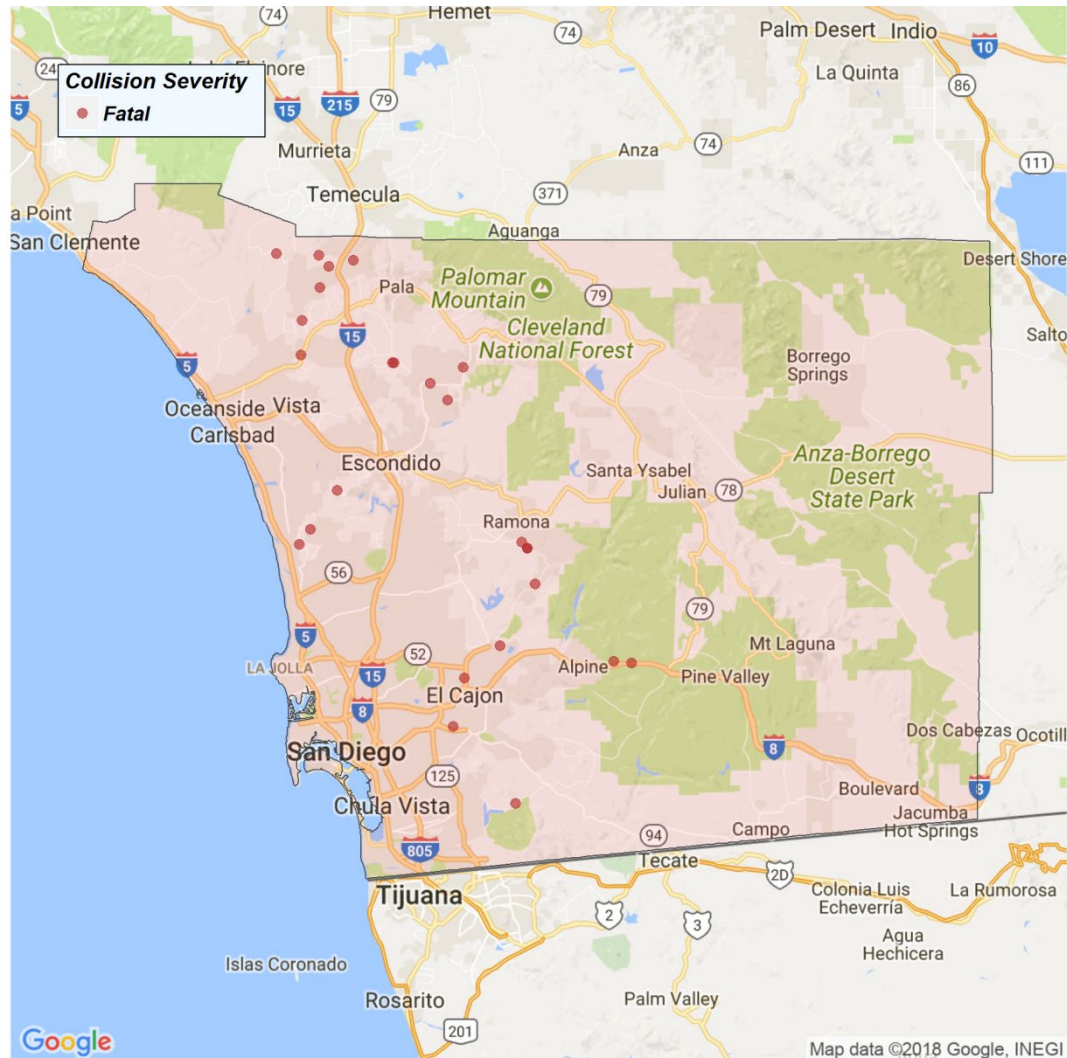 Hemet
74
74
Palm Desert
Indio
10
La Quinta
24
Elsinore
Collision Severity
Fatal
5
15
215
79
86
74
111
Murrieta
Anza
74
Temecula
371
a Point
San Clemente
Aguanga
Desert Shore
Pala
Palomar
Mountain
79
Cleveland
National Forest
15
Salto
5
Borrego
Springs
Oceanside
Vista
Carlsbad
Escondido
Santa Ysabel
Julian
78
Anza-Borrego
Desert
State Park
Ramona
56
79
5
Mt Laguna
LA JOLLA
52
15
Alpine
Pine Valley
El Cajon
8
Dos Cabezas
Ocotill
San Diego
8
125
Chula Vista
Boulevard
8
Jacumba
Hot Springs
94
Campo
805
Tecate
2D
Tijuana
Colonia Luis
Echeverría
La Rumorosa
2
3
Agua
Hechicera
Islas Coronado
Rosarito
Palm Valley
201
Google
Map data ©2018 Google, INEGI